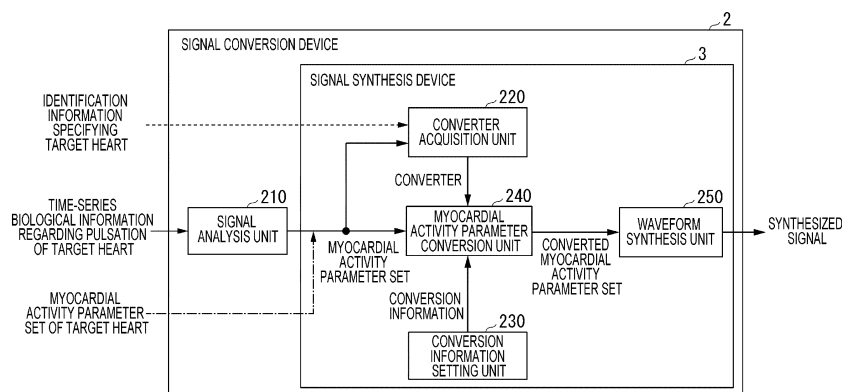 2
SIGNAL CONVERSION DEVICE
3
SIGNAL SYNTHESIS DEVICE
IDENTIFICATION
INFORMATION
SPECIFYING
TARGET HEART
220
CONVERTER
ACQUISITION UNIT
CONVERTER
TIME-SERIES
BIOLOGICAL INFORMATION
REGARDING PULSATION
OF TARGET HEART
210
SIGNAL
ANALYSIS UNIT
MYOCARDIAL
ACTIVITY
PARAMETER SET
240
MYOCARDIAL
ACTIVITY PARAMETER
CONVERSION UNIT
CONVERTED
MYOCARDIAL
ACTIVITY
PARAMETER SET
250
WAVEFORM
SYNTHESIS UNIT
SYNTHESIZED
SIGNAL
MYOCARDIAL
ACTIVITY PARAMETER
SET OF TARGET HEART
CONVERSION
INFORMATION
230
CONVERSION
INFORMATION
SETTING UNIT